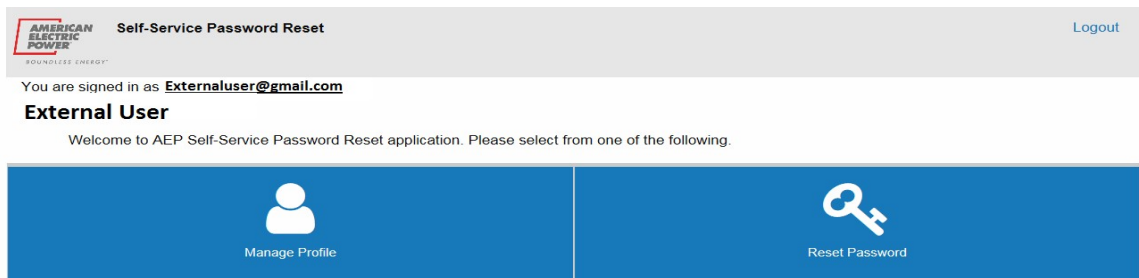 AMERICAN
ELECTRIC
POWER
BOUNDLESS ENERGY"
Self-Service Password Reset
Logout
You are signed in as Externaluser@gmail.com
External User
Welcome to AEP Self-Service Password Reset application. Please select from one of the following.
Manage Profile
Reset Password